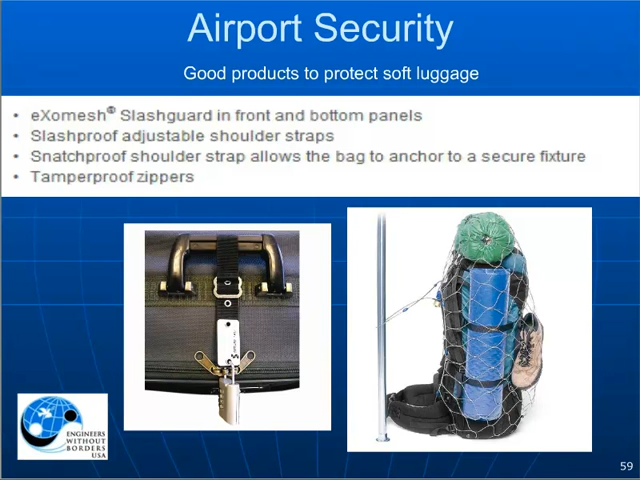 Airport Security
Good products to protect soft luggage
• eXomesh® Slashguard in front and bottom panels
• Slashproof adjustable shoulder straps
• Snatchproof shoulder strap allows the bag to anchor to a secure fixture
• Tamperproof zippers
ENGINEERS
WITHOUT
BORDERS
USA
59